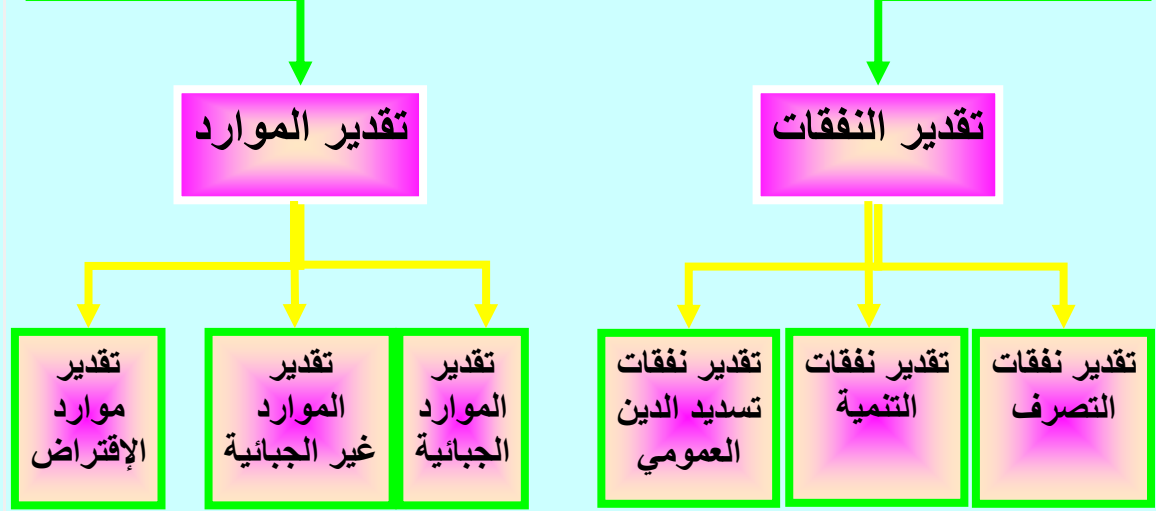 تقدير النفقات
تقدير الموارد
تقدير نفقات
التصرف
تقدير نفقات
التنمية
تقدير نفقات
تسديد الدين
العمومي
تقدير
الموارد
الجبائية
تقدير
الموارد
غير الجبائية
تقدير
موارد
الإقتراض